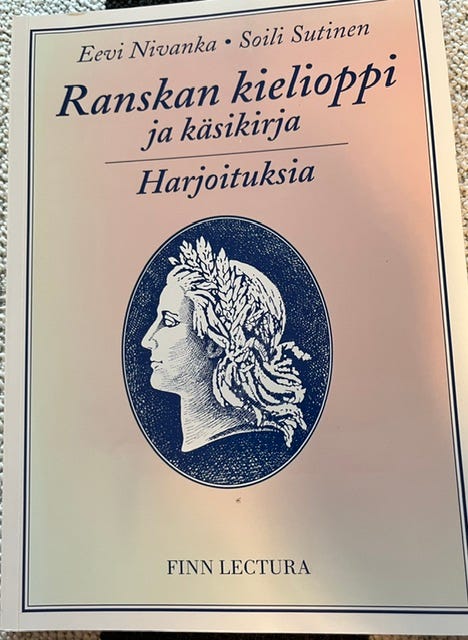 Eevi Nivanka • Soili Sutinen
Ranskan kielioppi
ja käsikirja
Harjoituksia
FINN LECTURA